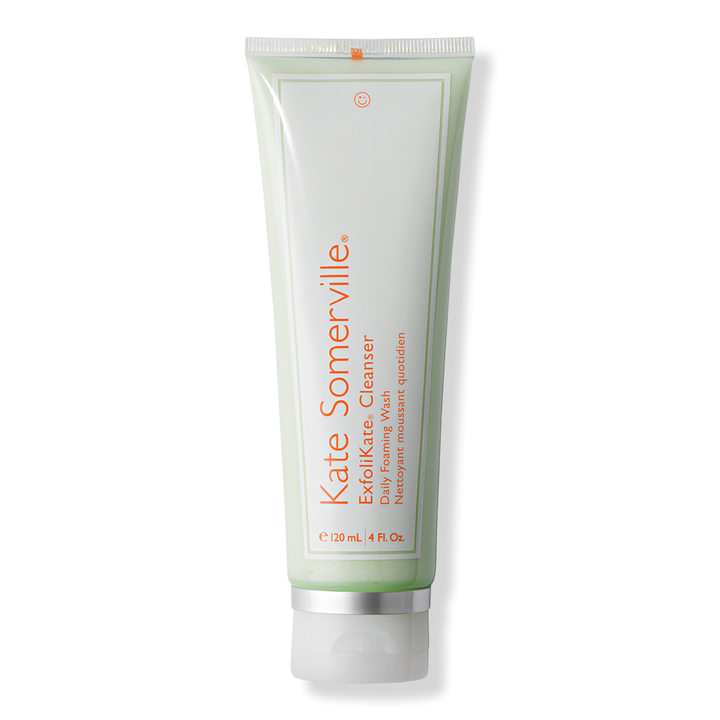 Kate Somerville®
ExfoliKate® Cleanser
Daily Foaming Wash
Nettoyant moussant quotidien
℮ 120 mL | 4 Fl. Oz.